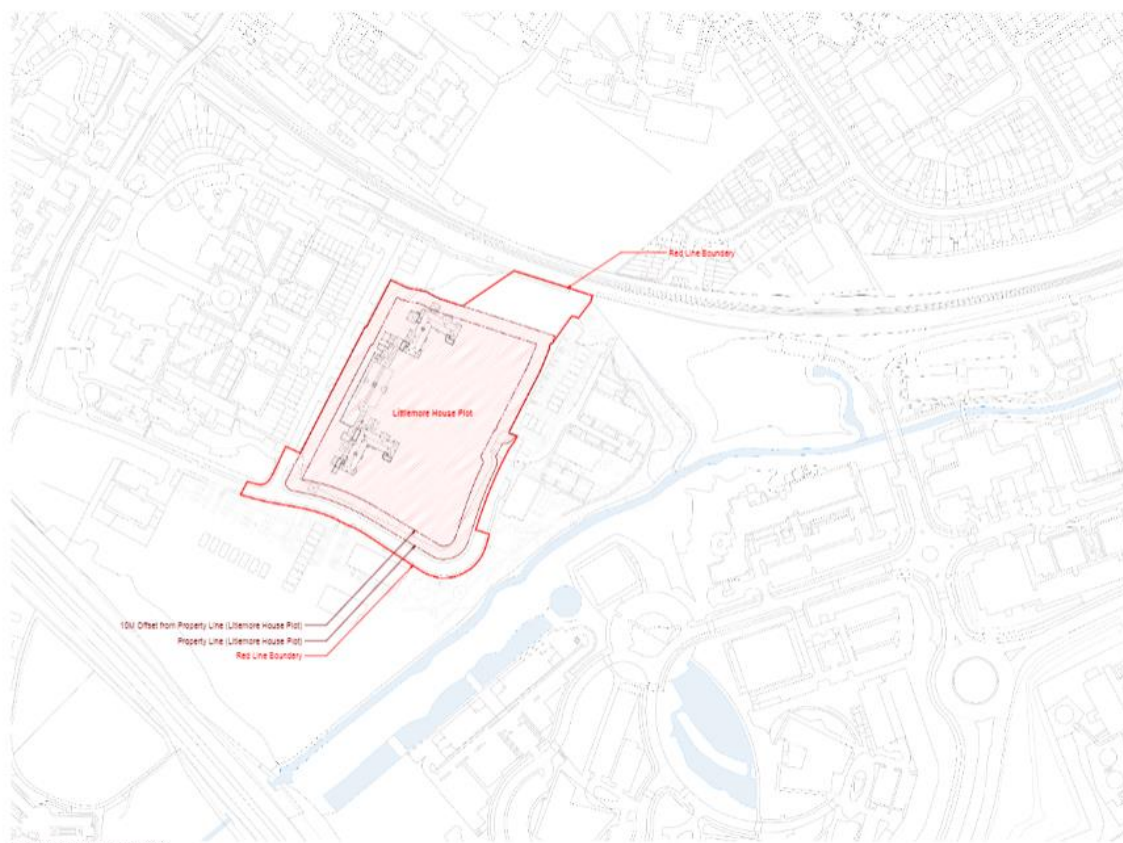 Red Line Boundary
Littlemore House Plot
10M Offset from Property Line (Littlemore House Plot)
Property Line (Littlemore House Plot)
Red Line Boundary